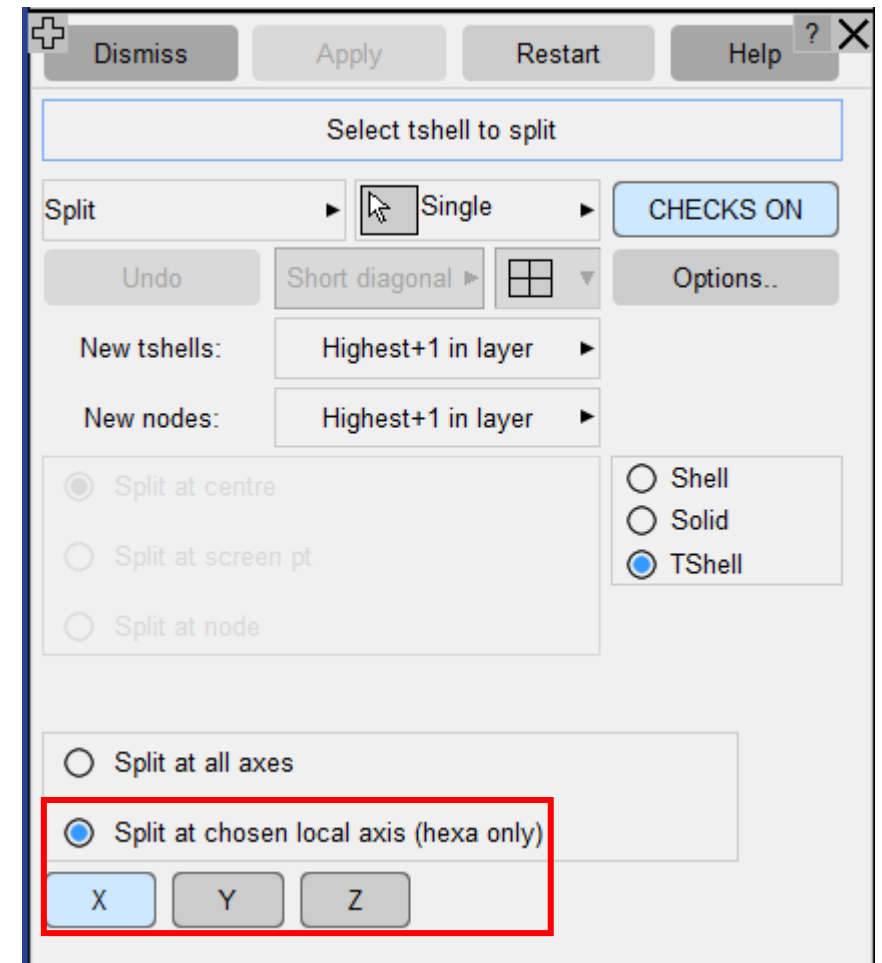 Dismiss Apply Restart Help ?
Select tshell to split
Split Single CHECKS ON
Undo Short diagonal Options..
New tshells: Highest+1 in layer
New nodes: Highest+1 in layer
Split at centre
Split at screen pt
Split at node
Shell
Solid
TShell
Split at all axes
Split at chosen local axis (hexa only)
X Y Z